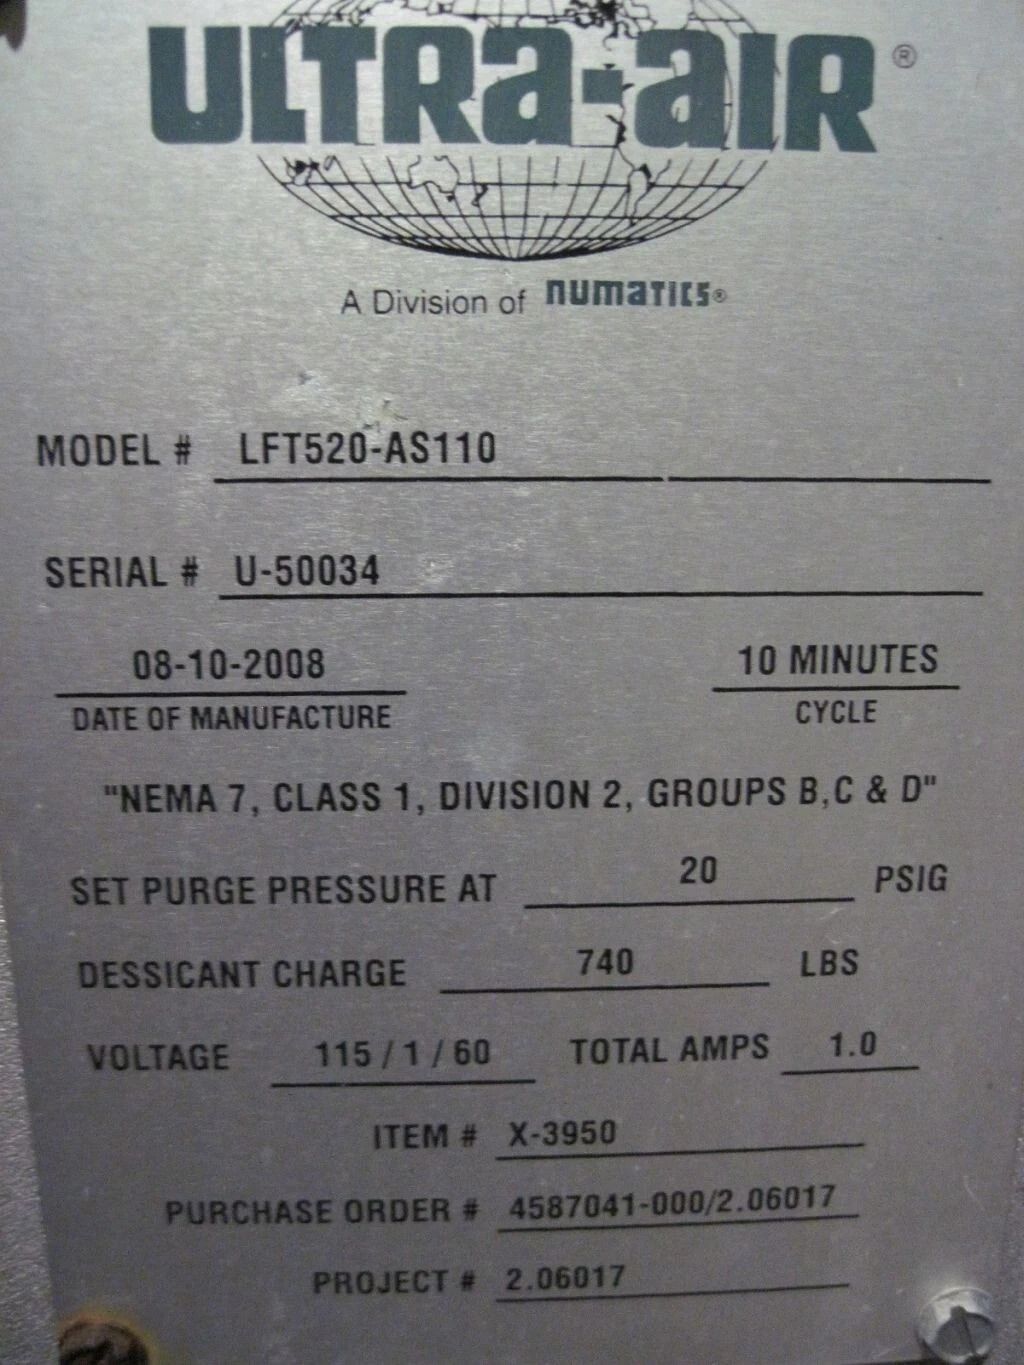 ULTRA-AIR®
A Division of numatics®
MODEL # LFT520-AS110
SERIAL # U-50034
08-10-2008 10 MINUTES
DATE OF MANUFACTURE CYCLE
"NEMA 7, CLASS 1, DIVISION 2, GROUPS B,C & D"
SET PURGE PRESSURE AT 20 PSIG
DESSICANT CHARGE 740 LBS
VOLTAGE 115 / 1 / 60 TOTAL AMPS 1.0
ITEM # X-3950
PURCHASE ORDER # 4587041-000/2.06017
PROJECT # 2.06017